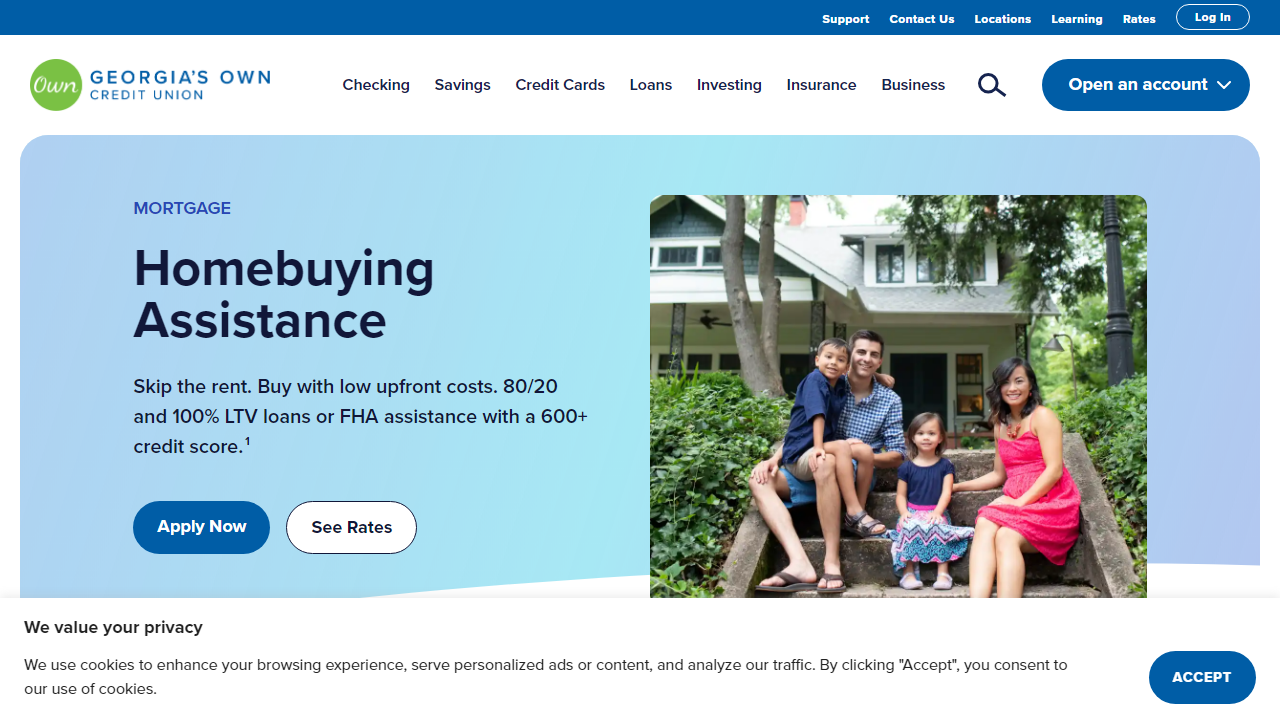 Support Contact Us Locations Learning Rates Log In
Own GEORGIA'S OWN
CREDIT UNION
Checking Savings Credit Cards Loans Investing Insurance Business Open an account
MORTGAGE
Homebuying
Assistance
Skip the rent. Buy with low upfront costs. 80/20
and 100% LTV loans or FHA assistance with a 600+
credit score.¹
Apply Now See Rates
We value your privacy
We use cookies to enhance your browsing experience, serve personalized ads or content, and analyze our traffic. By clicking "Accept", you consent to
our use of cookies.
ACCEPT